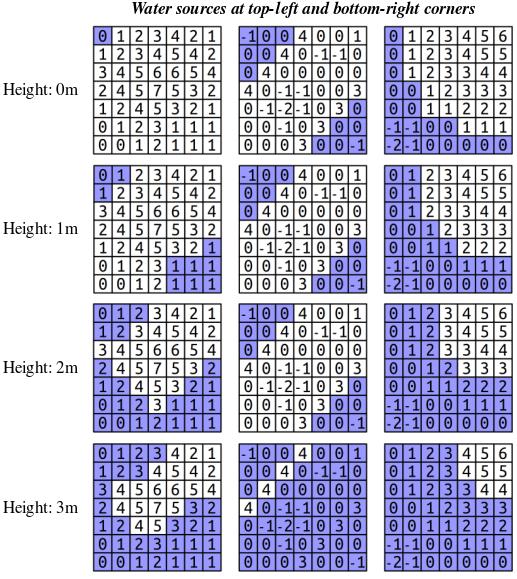 Water sources at top-left and bottom-right corners
0 1 2 3 4 2 1 -1 0 0 4 0 0 1 0 1 2 3 4 5 6
1 2 3 4 5 4 2 0 0 4 0 -1 -1 0 0 1 2 3 4 5 5
3 4 5 6 6 5 4 0 4 0 0 0 0 0 0 1 2 3 3 4 4
Height: 0m 2 4 5 7 5 3 2 4 0 -1 -1 0 0 3 0 0 1 2 3 3 3
1 2 4 5 3 2 1 0 -1 -2 -1 0 3 0 0 0 1 1 2 2 2
0 1 2 3 1 1 1 0 0 -1 0 3 0 0 -1 -1 0 0 1 1 1
0 0 1 2 1 1 1 0 0 0 3 0 0 -1 -2 -1 0 0 0 0 0
0 1 2 3 4 2 1 -1 0 0 4 0 0 1 0 1 2 3 4 5 6
1 2 3 4 5 4 2 0 0 4 0 -1 -1 0 0 1 2 3 4 5 5
3 4 5 6 6 5 4 0 4 0 0 0 0 0 0 1 2 3 3 4 4
Height: 1m 2 4 5 7 5 3 2 4 0 -1 -1 0 0 3 0 0 1 2 3 3 3
1 2 4 5 3 2 1 0 -1 -2 -1 0 3 0 0 0 1 1 2 2 2
0 1 2 3 1 1 1 0 0 -1 0 3 0 0 -1 -1 0 0 1 1 1
0 0 1 2 1 1 1 0 0 0 3 0 0 -1 -2 -1 0 0 0 0 0
0 1 2 3 4 2 1 -1 0 0 4 0 0 1 0 1 2 3 4 5 6
1 2 3 4 5 4 2 0 0 4 0 -1 -1 0 0 1 2 3 4 5 5
3 4 5 6 6 5 4 0 4 0 0 0 0 0 0 1 2 3 3 4 4
Height: 2m 2 4 5 7 5 3 2 4 0 -1 -1 0 0 3 0 0 1 2 3 3 3
1 2 4 5 3 2 1 0 -1 -2 -1 0 3 0 0 0 1 1 2 2 2
0 1 2 3 1 1 1 0 0 -1 0 3 0 0 -1 -1 0 0 1 1 1
0 0 1 2 1 1 1 0 0 0 3 0 0 -1 -2 -1 0 0 0 0 0
0 1 2 3 4 2 1 -1 0 0 4 0 0 1 0 1 2 3 4 5 6
1 2 3 4 5 4 2 0 0 4 0 -1 -1 0 0 1 2 3 4 5 5
3 4 5 6 6 5 4 0 4 0 0 0 0 0 0 1 2 3 3 4 4
Height: 3m 2 4 5 7 5 3 2 4 0 -1 -1 0 0 3 0 0 1 2 3 3 3
1 2 4 5 3 2 1 0 -1 -2 -1 0 3 0 0 0 1 1 2 2 2
0 1 2 3 1 1 1 0 0 -1 0 3 0 0 -1 -1 0 0 1 1 1
0 0 1 2 1 1 1 0 0 0 3 0 0 -1 -2 -1 0 0 0 0 0